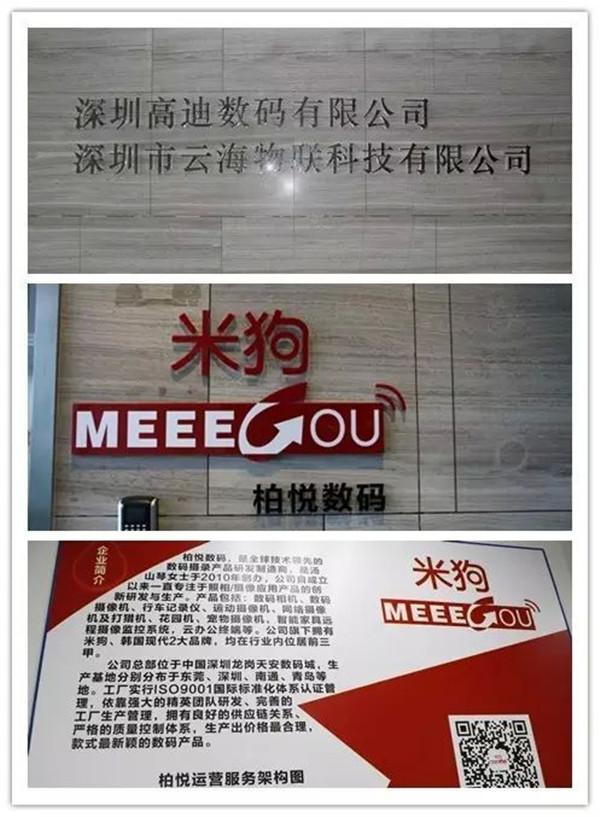 深圳高迪数码有限公司
深圳市云海物联科技有限公司
米狗
MEEEGOU
柏悦数码
企业简介
柏悦数码，是全球技术领先的
数码摄录产品研发制造商，是汤
山琴女士于2010年创办，公司自成立
以来一直专注于照相/摄像应用产品的创
新研发与生产。产品包括：数码相机、数码
摄像机、行车记录仪、运动摄像机、网络摄像
机及打猎机、花园机、宠物摄像机、智能家具远
程摄像监控系统，云办公终端等。公司旗下拥有
米狗、韩国现代2大品牌，均在行业内位居前三
甲。
公司总部位于中国深圳龙岗天安数码城，生
产基地分别分布于东莞、深圳、南通、青岛等
地。工厂实行ISO9001国际标准化体系认证管
理，依靠强大的精英团队研发、完善的
工厂生产管理，拥有良好的供应链关系、
严格的质量控制体系，生产出价格最合理，
款式最新颖的数码产品。
柏悦运营服务架构图
米狗
MEEEGOU